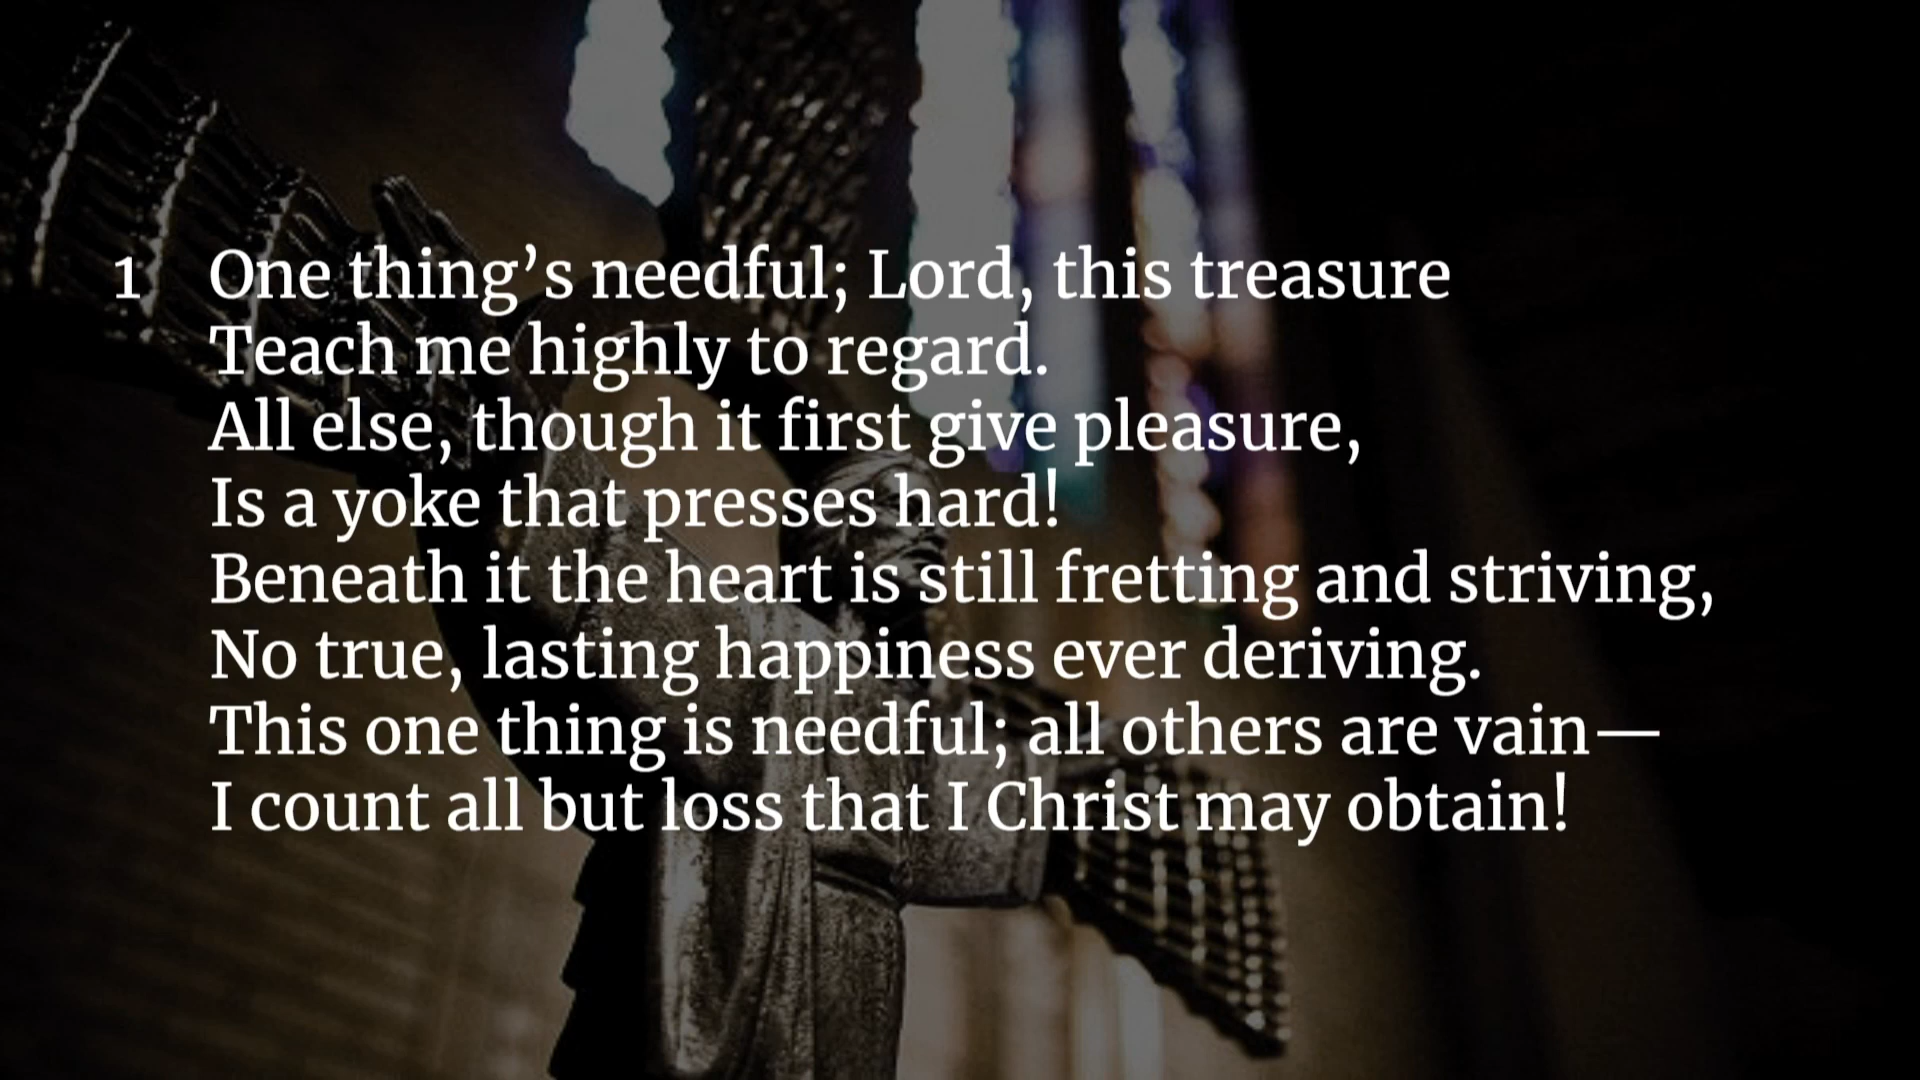 1 One thing’s needful; Lord, this treasure
Teach me highly to regard.
All else, though it first give pleasure,
Is a yoke that presses hard!
Beneath it the heart is still fretting and striving,
No true, lasting happiness ever deriving.
This one thing is needful; all others are vain—
I count all but loss that I Christ may obtain!